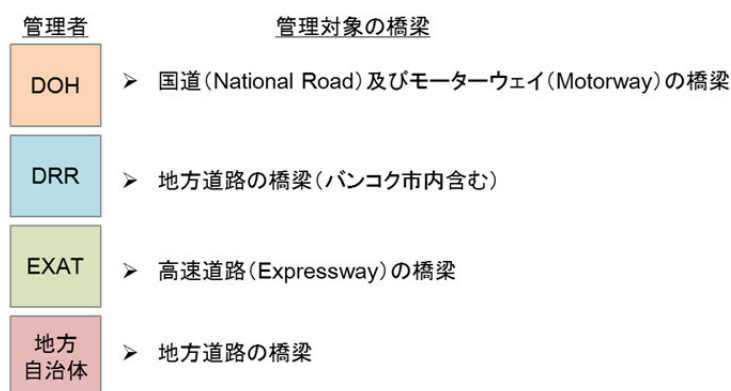 管理者 管理対象の橋梁
DOH ➢ 国道(National Road)及びモーターウェイ(Motorway)の橋梁
DRR ➢ 地方道路の橋梁(バンコク市内含む)
EXAT ➢ 高速道路(Expressway)の橋梁
地方
自治体 ➢ 地方道路の橋梁